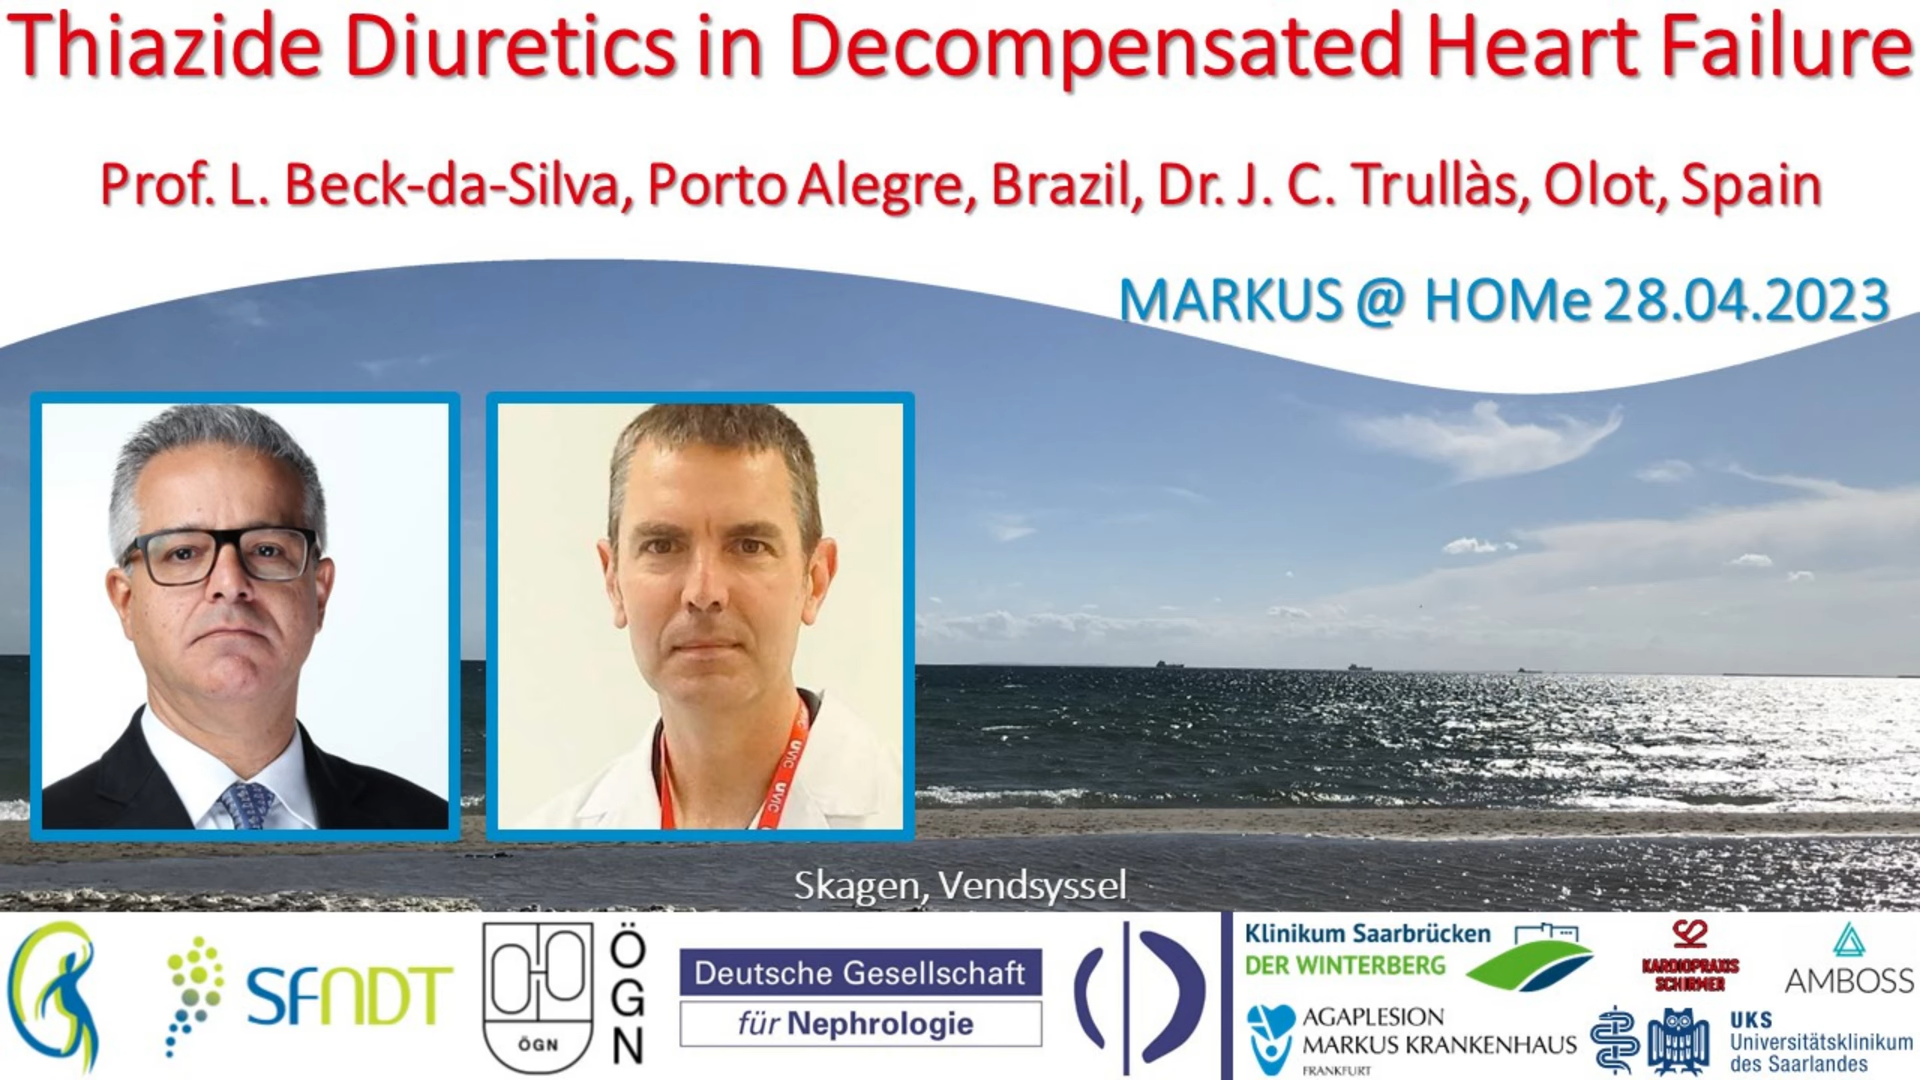 Thiazide Diuretics in Decompensated Heart Failure
Prof. L. Beck-da-Silva, Porto Alegre, Brazil, Dr. J. C. Trullàs, Olot, Spain
MARKUS @ HOMe 28.04.2023
UVIC
UVIC
Skagen, Vendsyssel
SFNDT
ÖGN
ÖGN
Deutsche Gesellschaft
für Nephrologie
Klinikum Saarbrücken
DER WINTERBERG
KARDIOPRAXIS
SCHIRMER
AMBOSS
AGAPLESION
MARKUS KRANKENHAUS
FRANKFURT
UKS
Universitätsklinikum
des Saarlandes